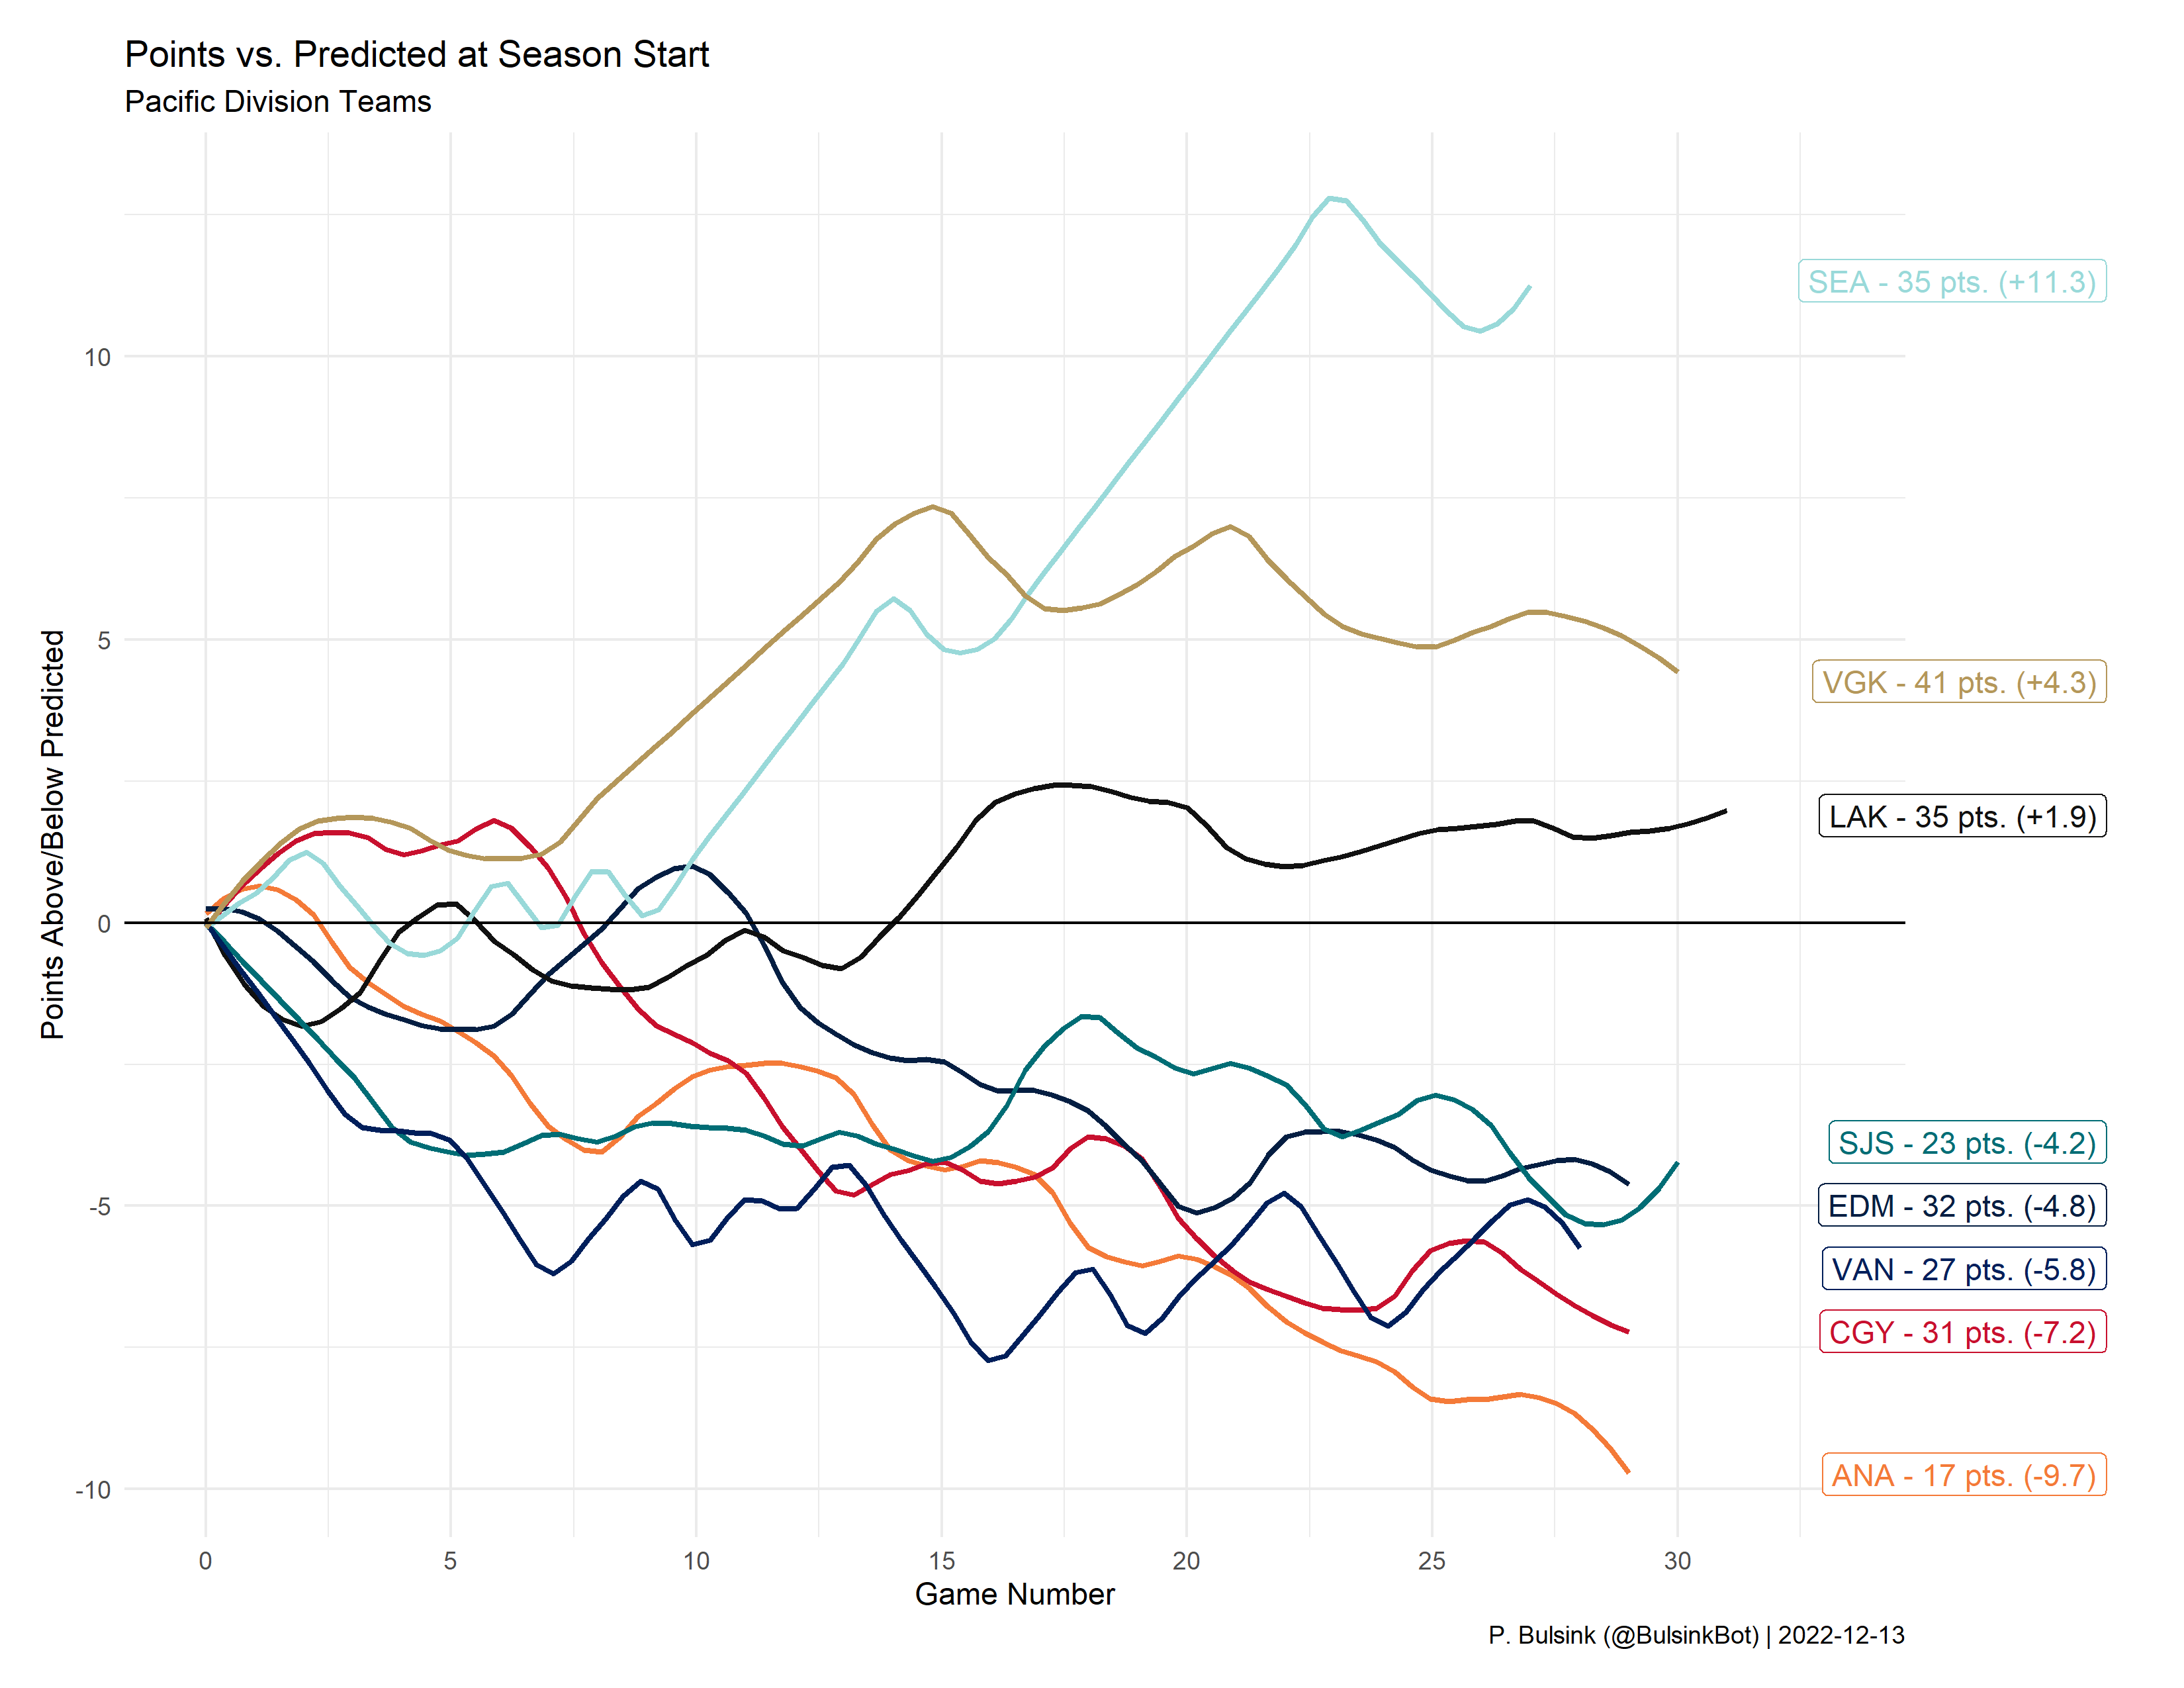 Points vs. Predicted at Season Start
Pacific Division Teams
Points Above/Below Predicted
10
5
0
-5
-10
SEA - 35 pts. (+11.3)
VGK - 41 pts. (+4.3)
LAK - 35 pts. (+1.9)
SJS - 23 pts. (-4.2)
EDM - 32 pts. (-4.8)
VAN - 27 pts. (-5.8)
CGY - 31 pts. (-7.2)
ANA - 17 pts. (-9.7)
0 5 10 15 20 25 30
Game Number
P. Bulsink (@BulsinkBot) | 2022-12-13